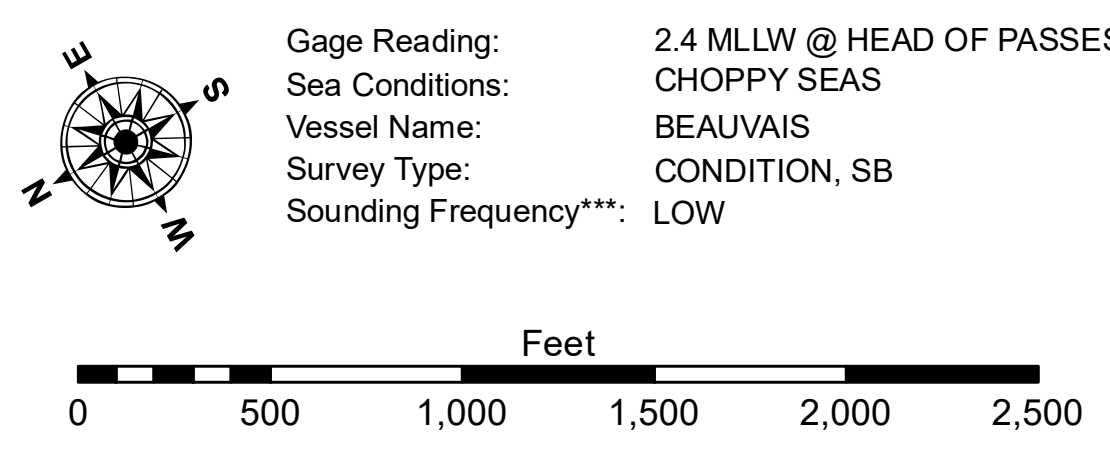 E
S
N
W
Gage Reading: 2.4 MLLW @ HEAD OF PASSES
Sea Conditions: CHOPPY SEAS
Vessel Name: BEAUVAIS
Survey Type: CONDITION, SB
Sounding Frequency***: LOW
Feet
0 500 1,000 1,500 2,000 2,500